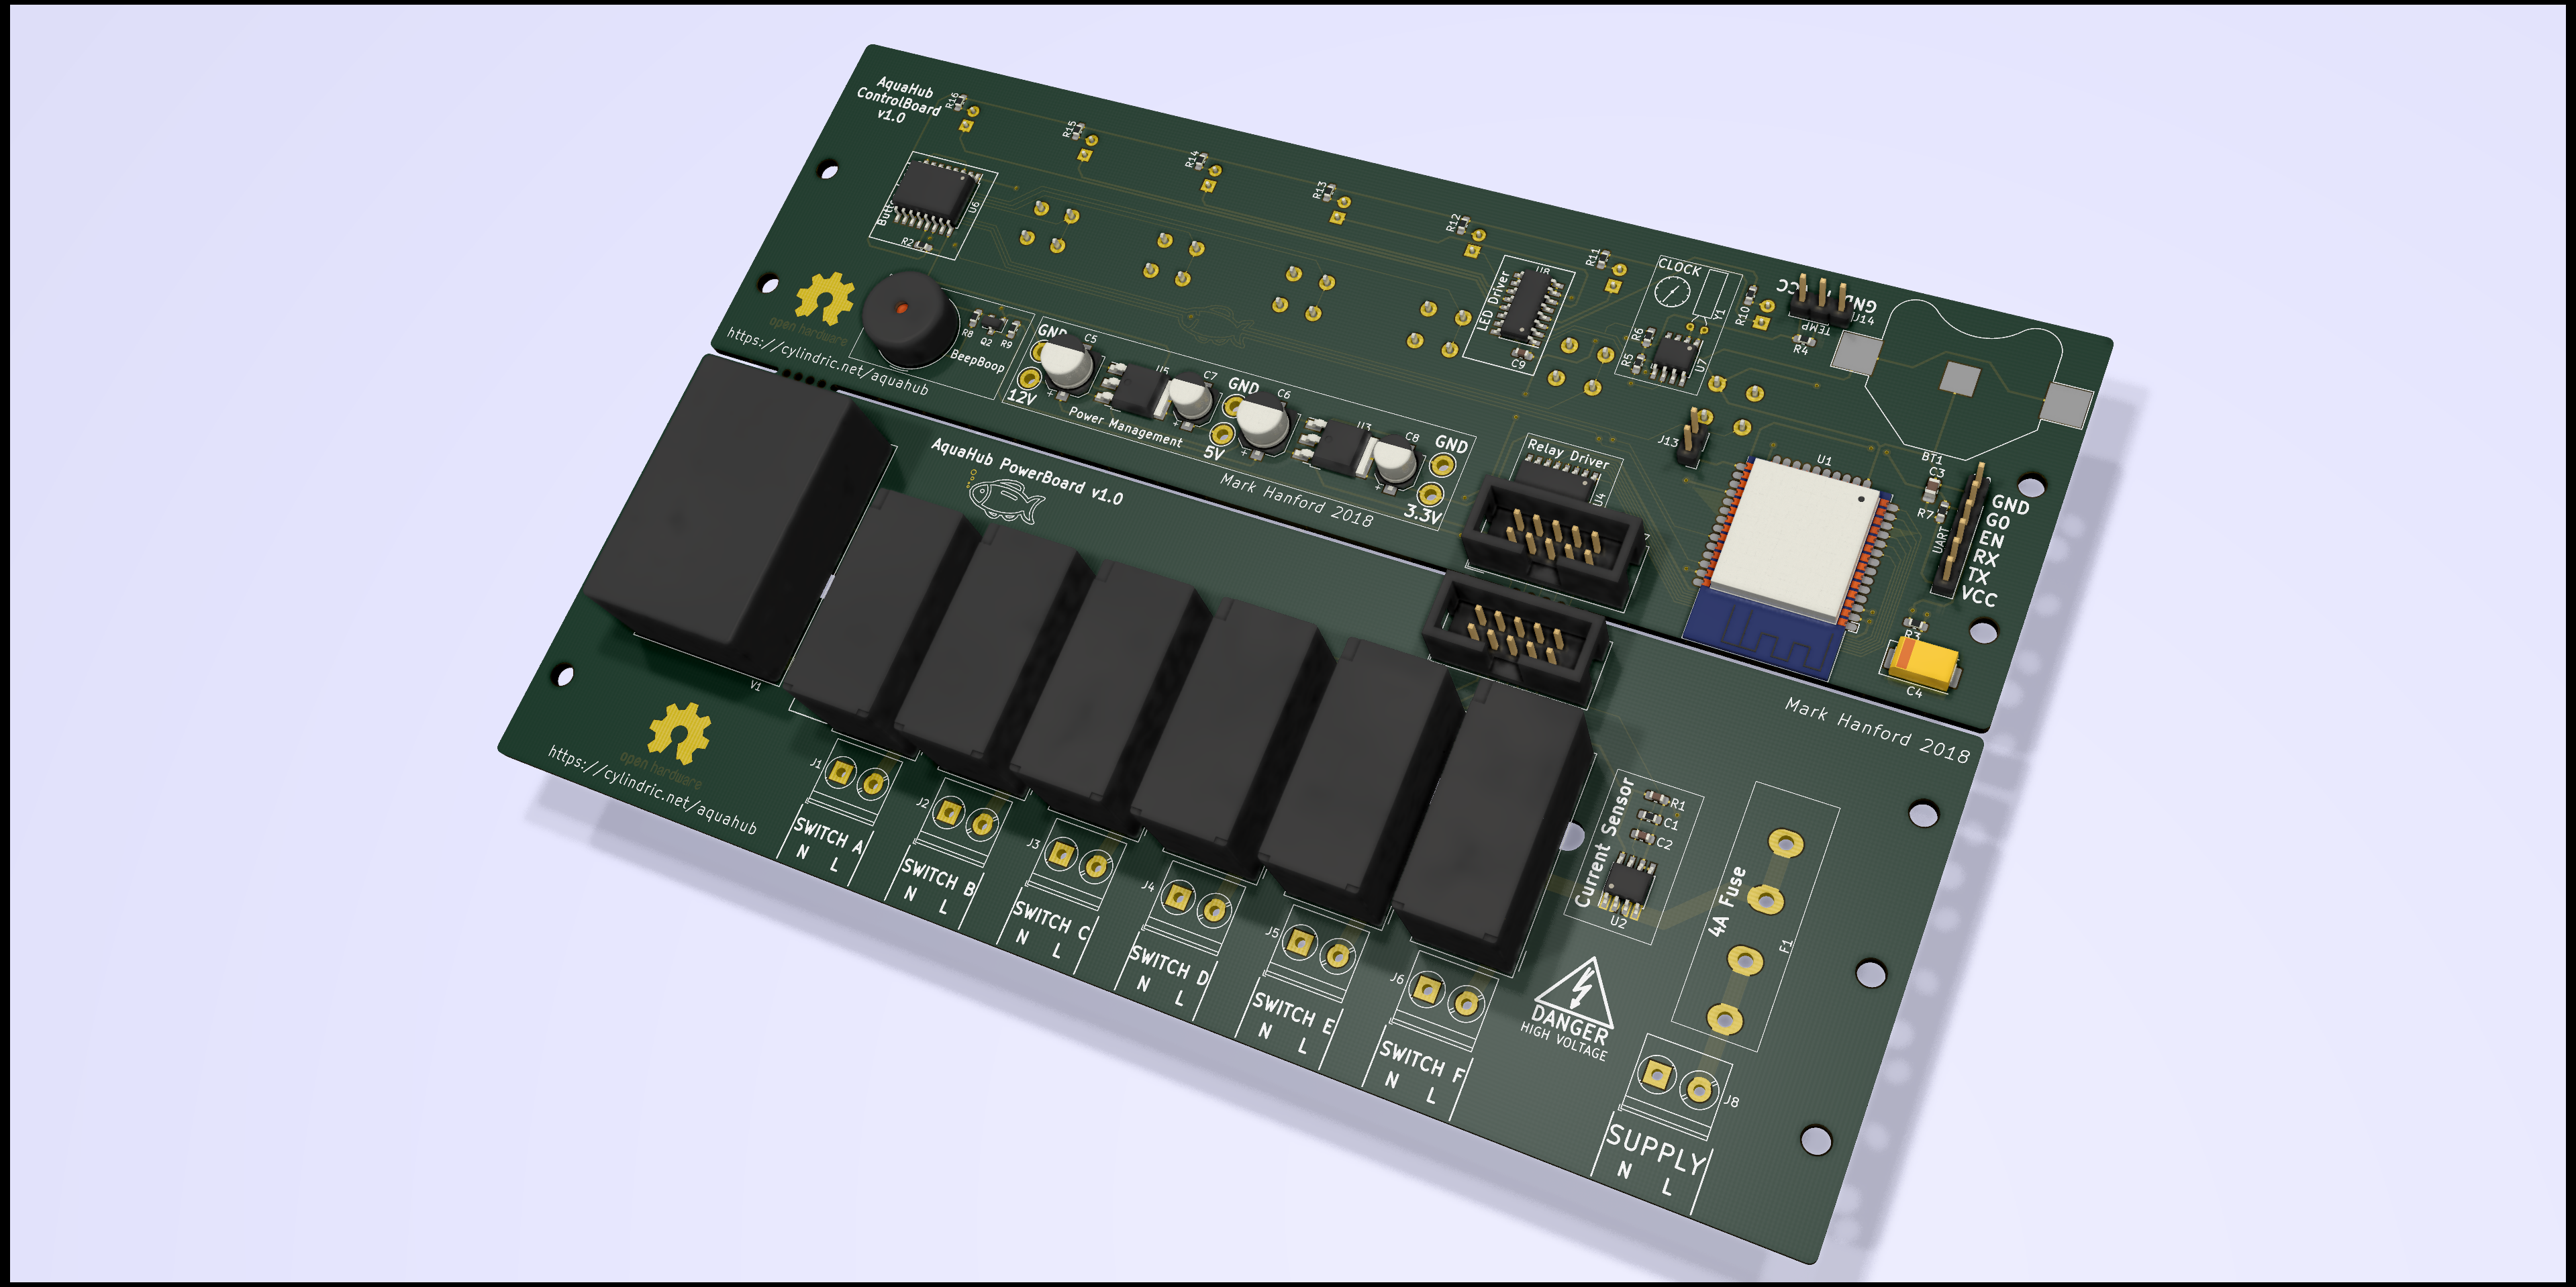 AquaHub
ControlBoard
v1.0
R16
R15
R14
R13
R12
R11
U6
R2
open hardware
https://cylindric.net/aquahub
R8
Q2
R9
BeepBoop
GND
C5
12V
U5
C7
Power Management
GND
C6
5V
U3
C8
GND
3.3V
Mark Hanford 2018
LED Driver
U8
C9
CLOCK
Y1
R6
R5
U7
R10
GND
J14
TEMP
R4
J13
Relay Driver
U4
U1
BT1
C3
R7
UART
GND
GO
EN
RX
TX
VCC
R3
C4
AquaHub PowerBoard v1.0
V1
open hardware
https://cylindric.net/aquahub
Mark Hanford 2018
J1
SWITCH A
N L
J2
SWITCH B
N L
J3
SWITCH C
N L
J4
SWITCH D
N L
J5
SWITCH E
N L
J6
SWITCH F
N L
Current Sensor
R1
C1
C2
U2
4A Fuse
F1
DANGER
HIGH VOLTAGE
J8
SUPPLY
N L